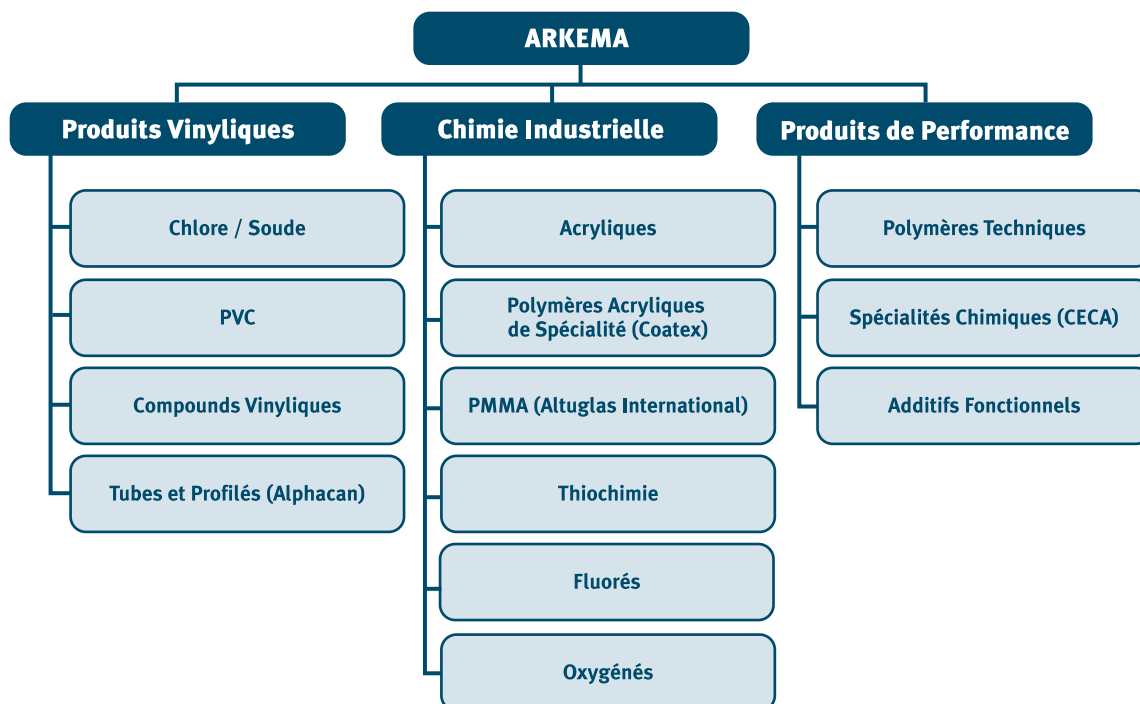 ARKEMA
Produits Vinyliques
Chlore / Soude
PVC
Compounds Vinyliques
Tubes et Profilés (Alphacan)
Chimie Industrielle
Acryliques
Polymères Acryliques
de Spécialité (Coatex)
PMMA (Altuglas International)
Thiochimie
Fluorés
Oxygénés
Produits de Performance
Polymères Techniques
Spécialités Chimiques (CECA)
Additifs Fonctionnels